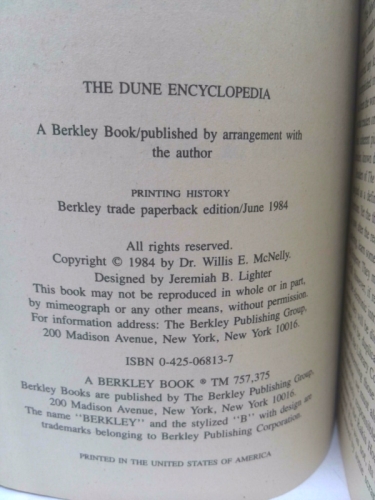 THE DUNE ENCYCLOPEDIA
A Berkley Book/published by arrangement with
the author
PRINTING HISTORY
Berkley trade paperback edition/June 1984
All rights reserved.
Copyright © 1984 by Dr. Willis E. McNelly.
Designed by Jeremiah B. Lighter
This book may not be reproduced in whole or in part,
by mimeograph or any other means, without permission.
For information address: The Berkley Publishing Group,
200 Madison Avenue, New York, New York 10016.
ISBN 0-425-06813-7
A BERKLEY BOOK ® TM 757,375
Berkley Books are published by The Berkley Publishing Group,
200 Madison Avenue, New York, New York 10016.
The name "BERKLEY" and the stylized "B" with design are
trademarks belonging to Berkley Publishing Corporation.
PRINTED IN THE UNITED STATES OF AMERICA